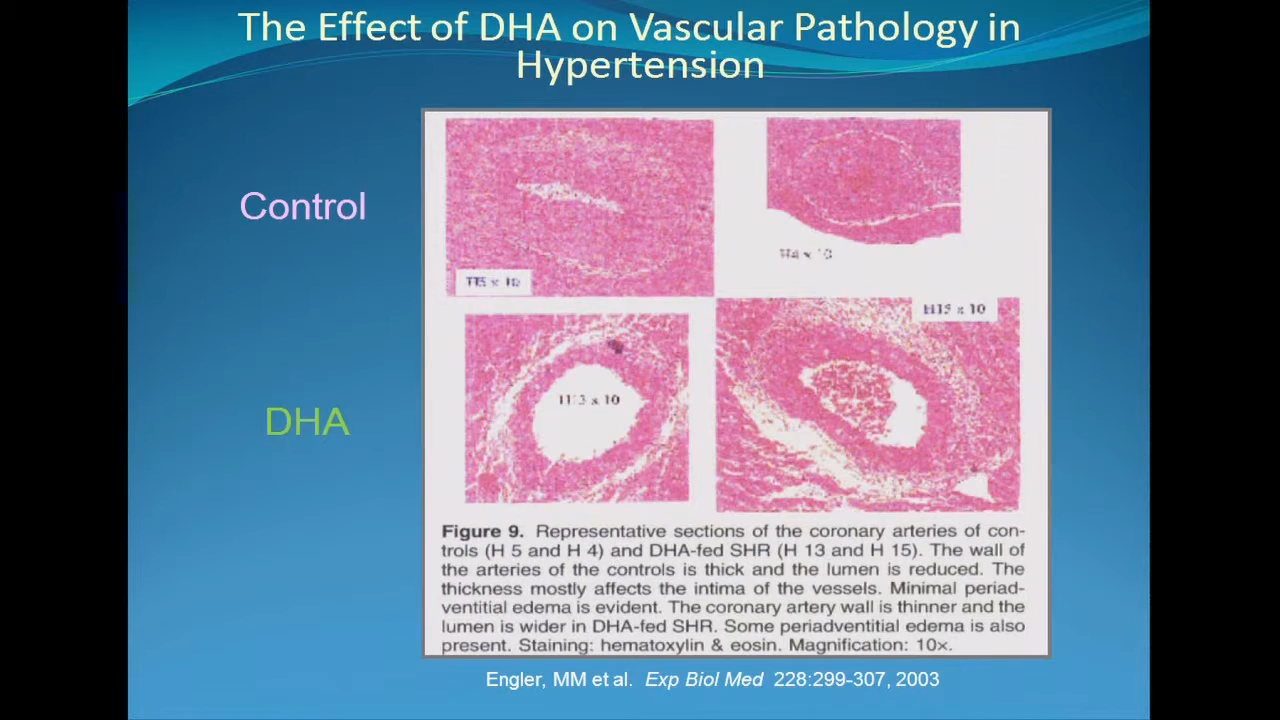 The Effect of DHA on Vascular Pathology in
Hypertension
Control
H5 x 10
H4 x 10
DHA
H13 x 10
H15 x 10
Figure 9. Representative sections of the coronary arteries of con-
trols (H 5 and H 4) and DHA-fed SHR (H 13 and H 15). The wall of
the arteries of the controls is thick and the lumen is reduced. The
thickness mostly affects the intima of the vessels. Minimal periad-
ventitial edema is evident. The coronary artery wall is thinner and the
lumen is wider in DHA-fed SHR. Some periadventitial edema is also
present. Staining: hematoxylin & eosin. Magnification: 10×.
Engler, MM et al. Exp Biol Med 228:299-307, 2003